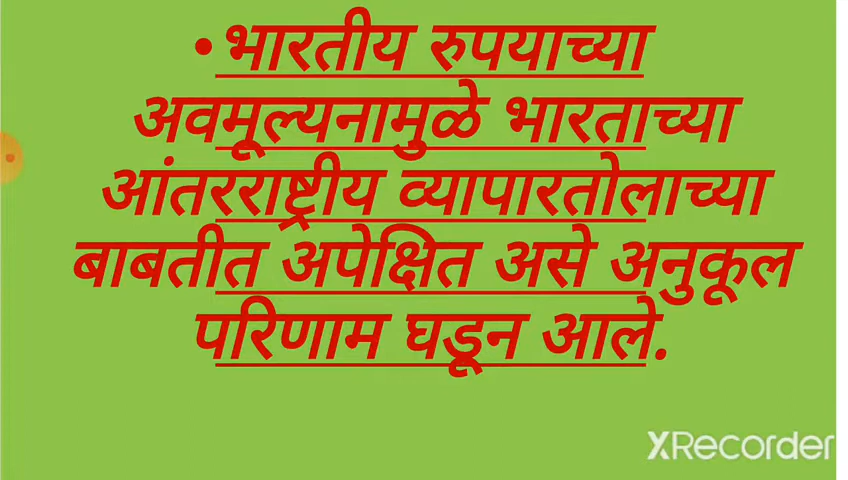 •भारतीय रुपयाच्या
अवमूल्यनामुळे भारताच्या
आंतरराष्ट्रीय व्यापारतोलाच्या
बाबतीत अपेक्षित असे अनुकूल
परिणाम घडून आले.
XRecorder